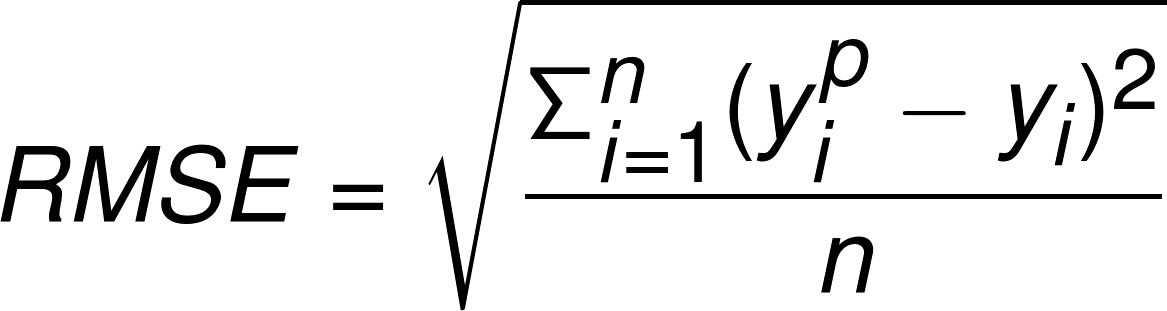 RMSE = √(Σ_{i=1}^{n}(y_i^p − y_i)^2 / n)